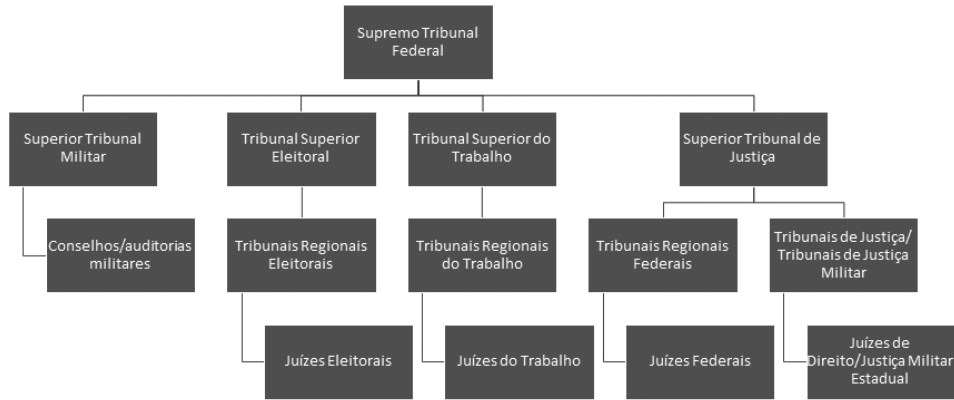 Supremo Tribunal
Federal
Superior Tribunal
Militar
Tribunal Superior
Eleitoral
Tribunal Superior do
Trabalho
Superior Tribunal de
Justiça
Conselhos/auditorias
militares
Tribunais Regionais
Eleitorais
Tribunais Regionais
do Trabalho
Tribunais Regionais
Federais
Tribunais de Justiça/
Tribunais de Justiça
Militar
Juízes Eleitorais
Juízes do Trabalho
Juízes Federais
Juízes de
Direito/Justiça Militar
Estadual